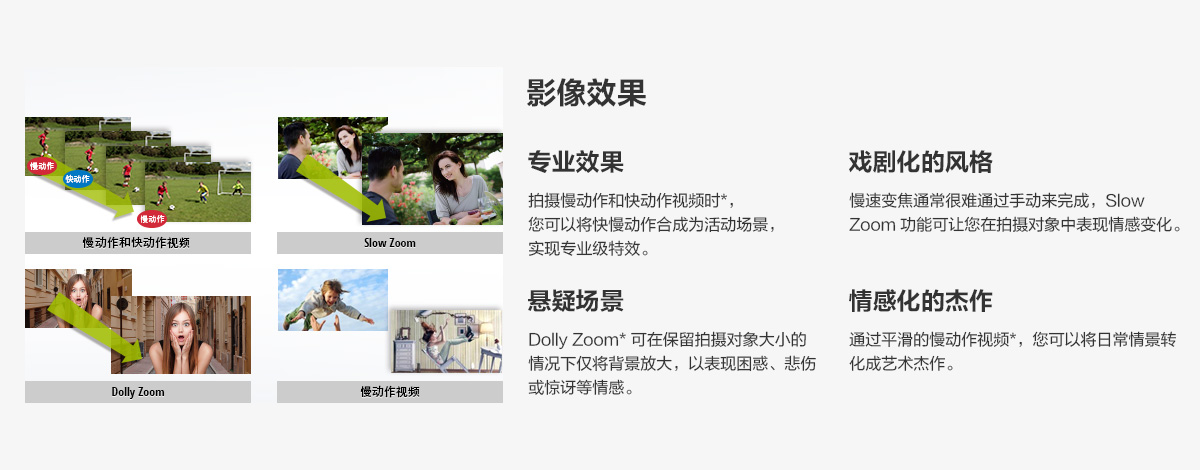 慢动作
快动作
慢动作
慢动作和快动作视频
Slow Zoom
Dolly Zoom
慢动作视频
影像效果
专业效果
拍摄慢动作和快动作视频时*，
您可以将快慢动作合成为活动场景，
实现专业级特效。
戏剧化的风格
慢速变焦通常很难通过手动来完成，Slow
Zoom 功能可让您在拍摄对象中表现情感变化。
悬疑场景
Dolly Zoom* 可在保留拍摄对象大小的
情况下仅将背景放大，以表现困惑、悲伤
或惊讶等情感。
情感化的杰作
通过平滑的慢动作视频*，您可以将日常情景转
化成艺术杰作。